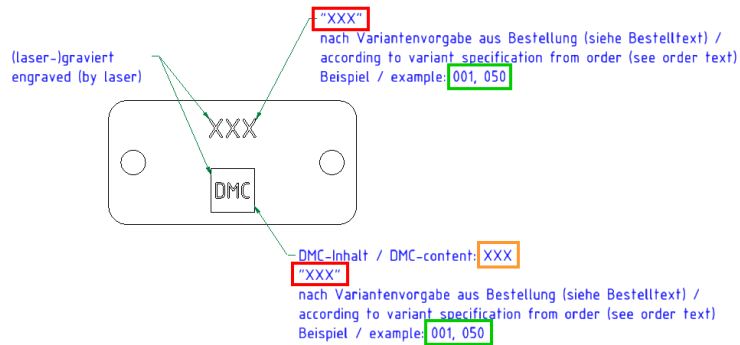 "XXX"
nach Variantenvorgabe aus Bestellung (siehe Bestelltext) /
according to variant specification from order (see order text)
Beispiel / example: 001, 050
(laser-)graviert
engraved (by laser)
XXX
DMC
DMC-Inhalt / DMC-content: XXX
"XXX"
nach Variantenvorgabe aus Bestellung (siehe Bestelltext) /
according to variant specification from order (see order text)
Beispiel / example: 001, 050